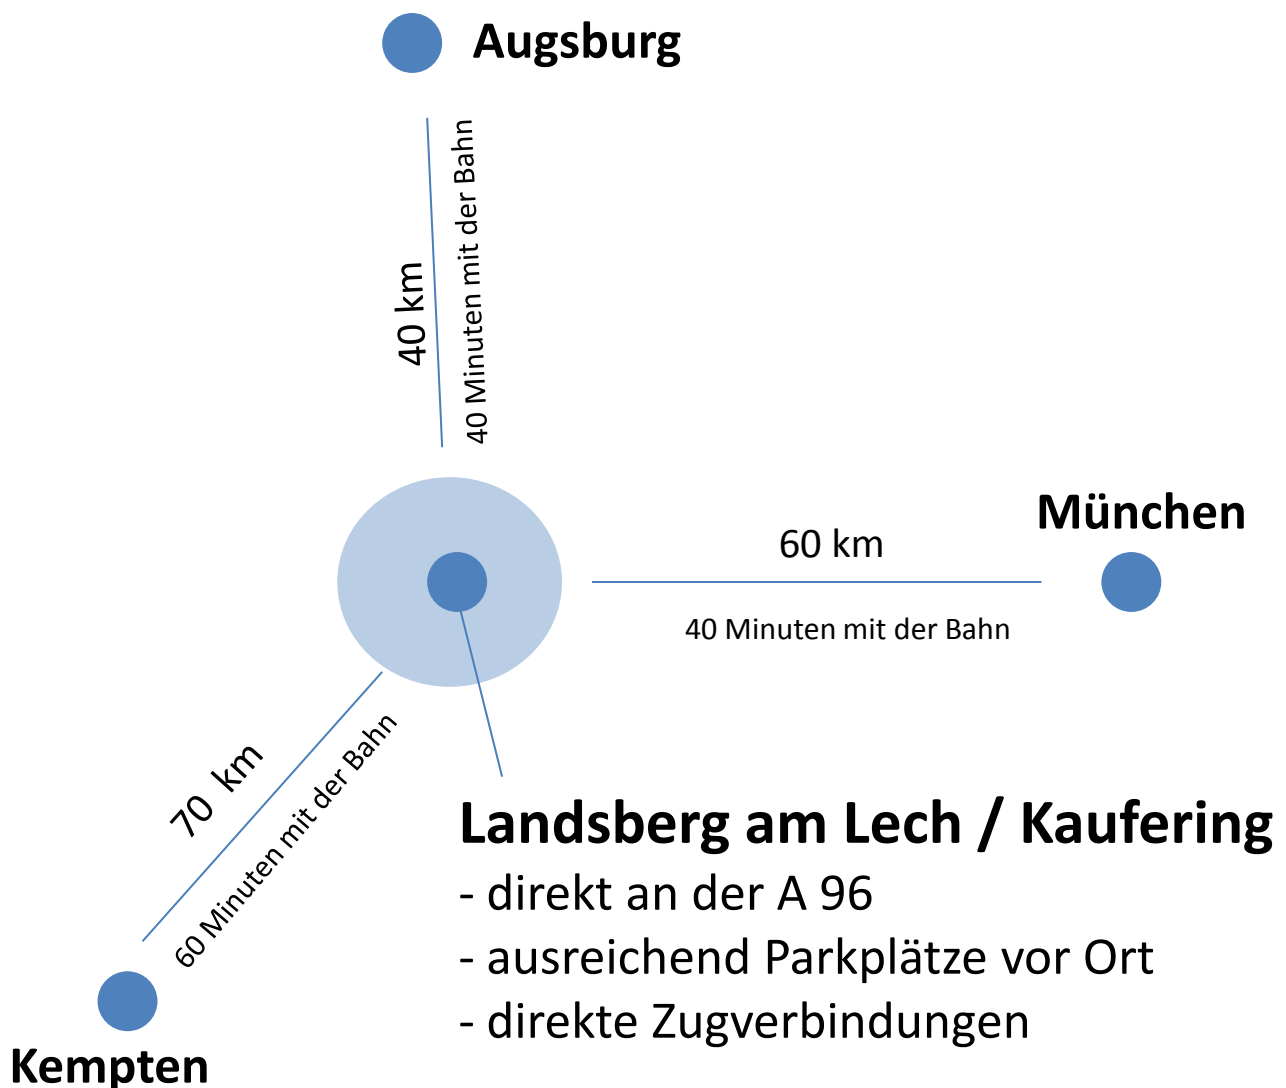 Augsburg
40 km
40 Minuten mit der Bahn
München
60 km
40 Minuten mit der Bahn
70 km
60 Minuten mit der Bahn
Landsberg am Lech / Kaufering
- direkt an der A 96
- ausreichend Parkplätze vor Ort
- direkte Zugverbindungen
Kempten